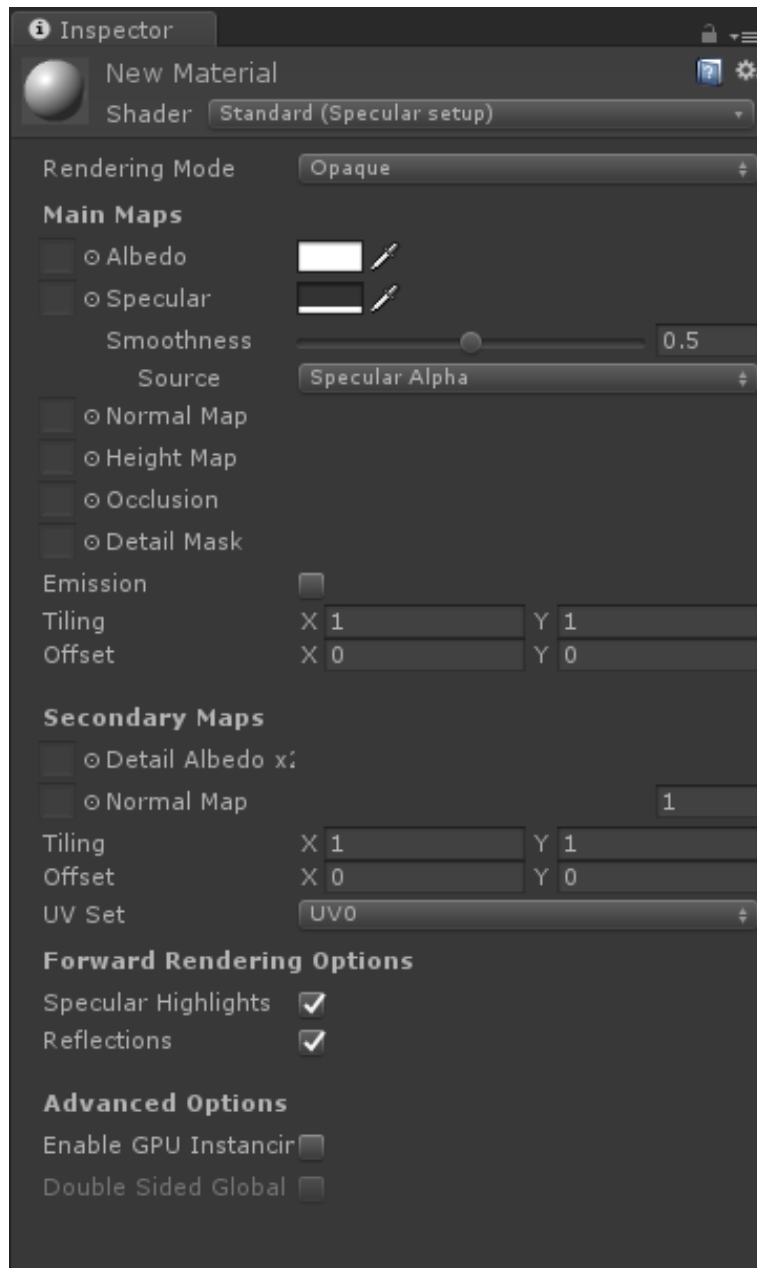 Inspector
New Material
Shader Standard (Specular setup)
Rendering Mode Opaque
Main Maps
Albedo
Specular
Smoothness 0.5
Source Specular Alpha
Normal Map
Height Map
Occlusion
Detail Mask
Emission
Tiling X 1 Y 1
Offset X 0 Y 0
Secondary Maps
Detail Albedo x2
Normal Map 1
Tiling X 1 Y 1
Offset X 0 Y 0
UV Set UV0
Forward Rendering Options
Specular Highlights
Reflections
Advanced Options
Enable GPU Instancin
Double Sided Global